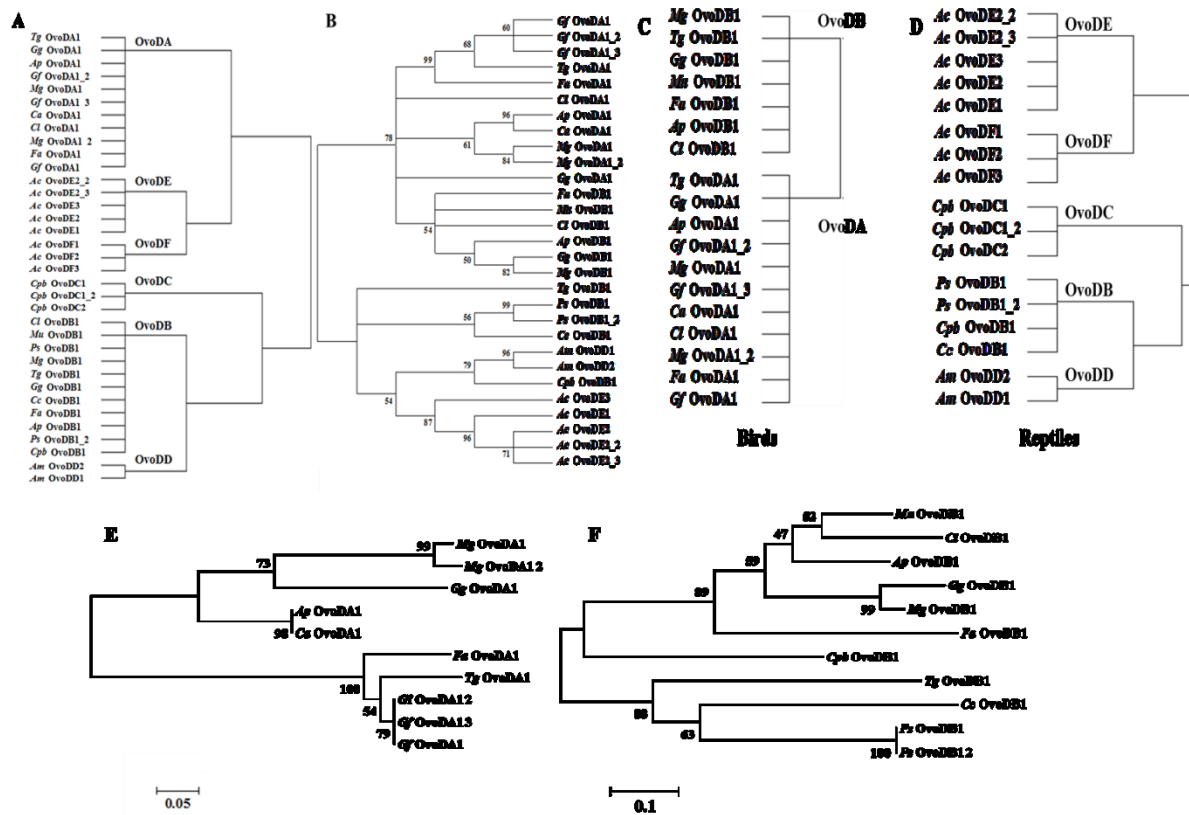 A
Tg OvoDA1
Gg OvoDA1
Ap OvoDA1
Gf OvoDA1_2
Mg OvoDA1
Gf OvoDA1_3
Ca OvoDA1
Cl OvoDA1
Mg OvoDA1_2
Fa OvoDA1
Gf OvoDA1
Ac OvoDE2_2
Ac OvoDE2_3
Ac OvoDE3
Ac OvoDE2
Ac OvoDE1
Ac OvoDF1
Ac OvoDF2
Ac OvoDF3
Cpb OvoDC1
Cpb OvoDC1_2
Cpb OvoDC2
Cl OvoDB1
Mu OvoDB1
Ps OvoDB1
Mg OvoDB1
Tg OvoDB1
Gg OvoDB1
Cc OvoDB1
Fa OvoDB1
Ap OvoDB1
Ps OvoDB1_2
Cpb OvoDB1
Am OvoDD2
Am OvoDD1
OvoDA
OvoDE
OvoDF
OvoDC
OvoDB
OvoDD
B
Gf OvoDA1
Gf OvoDA1_2
Gf OvoDA1_3
Tg OvoDA1
Fa OvoDA1
Cl OvoDA1
Ap OvoDA1
Ca OvoDA1
Mg OvoDA1
Mg OvoDA1_2
Gg OvoDA1
Fa OvoDB1
Mu OvoDB1
Cl OvoDB1
Ap OvoDB1
Gg OvoDB1
Mg OvoDB1
Tg OvoDB1
Ps OvoDB1
Ps OvoDB1_2
Cc OvoDB1
Am OvoDD1
Am OvoDD2
Cpb OvoDB1
Ac OvoDE3
Ac OvoDE1
Ac OvoDE2
Ac OvoDE2_2
Ac OvoDE2_3
60
68
99
96
78
61
84
54
50
82
99
56
96
79
54
87
96
71
C
Mg OvoDB1
Tg OvoDB1
Gg OvoDB1
Mu OvoDB1
Fa OvoDB1
Ap OvoDB1
Cl OvoDB1
Tg OvoDA1
Gg OvoDA1
Ap OvoDA1
Gf OvoDA1_2
Mg OvoDA1
Gf OvoDA1_3
Ca OvoDA1
Cl OvoDA1
Mg OvoDA1_2
Fa OvoDA1
Gf OvoDA1
OvoDB
OvoDA
Birds
D
Ac OvoDE2_2
Ac OvoDE2_3
Ac OvoDE3
Ac OvoDE2
Ac OvoDE1
Ac OvoDF1
Ac OvoDF2
Ac OvoDF3
Cpb OvoDC1
Cpb OvoDC1_2
Cpb OvoDC2
Ps OvoDB1
Ps OvoDB1_2
Cpb OvoDB1
Cc OvoDB1
Am OvoDD2
Am OvoDD1
OvoDE
OvoDF
OvoDC
OvoDB
OvoDD
Reptiles
E
Mg OvoDA1
Mg OvoDA1 2
Gg OvoDA1
Ap OvoDA1
Ca OvoDA1
Fa OvoDA1
Tg OvoDA1
Gf OvoDA1 2
Gf OvoDA1 3
Gf OvoDA1
99
73
98
100
54
79
0.05
F
Mu OvoDB1
Cl OvoDB1
Ap OvoDB1
Gg OvoDB1
Mg OvoDB1
Fa OvoDB1
Cpb OvoDB1
Tg OvoDB1
Cc OvoDB1
Ps OvoDB1
Ps OvoDB1 2
82
47
89
99
63
100
0.1